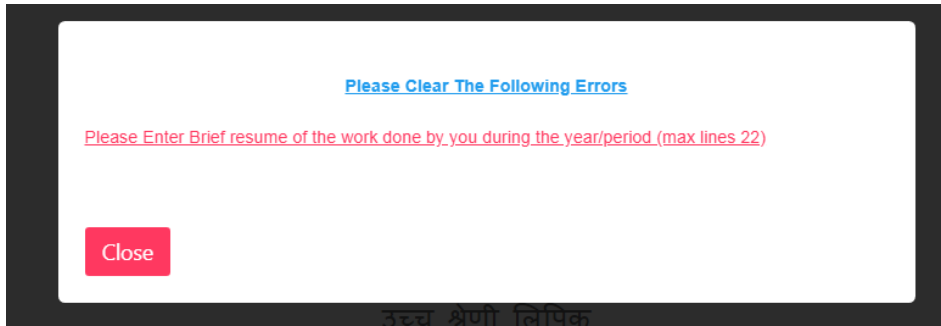 Please Clear The Following Errors
Please Enter Brief resume of the work done by you during the year/period (max lines 22)
Close
उच्च श्रेणी लिपिक